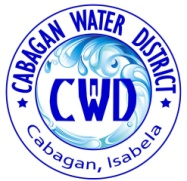 CABAGAN WATER DISTRICT
CWD
Cabagan, Isabela